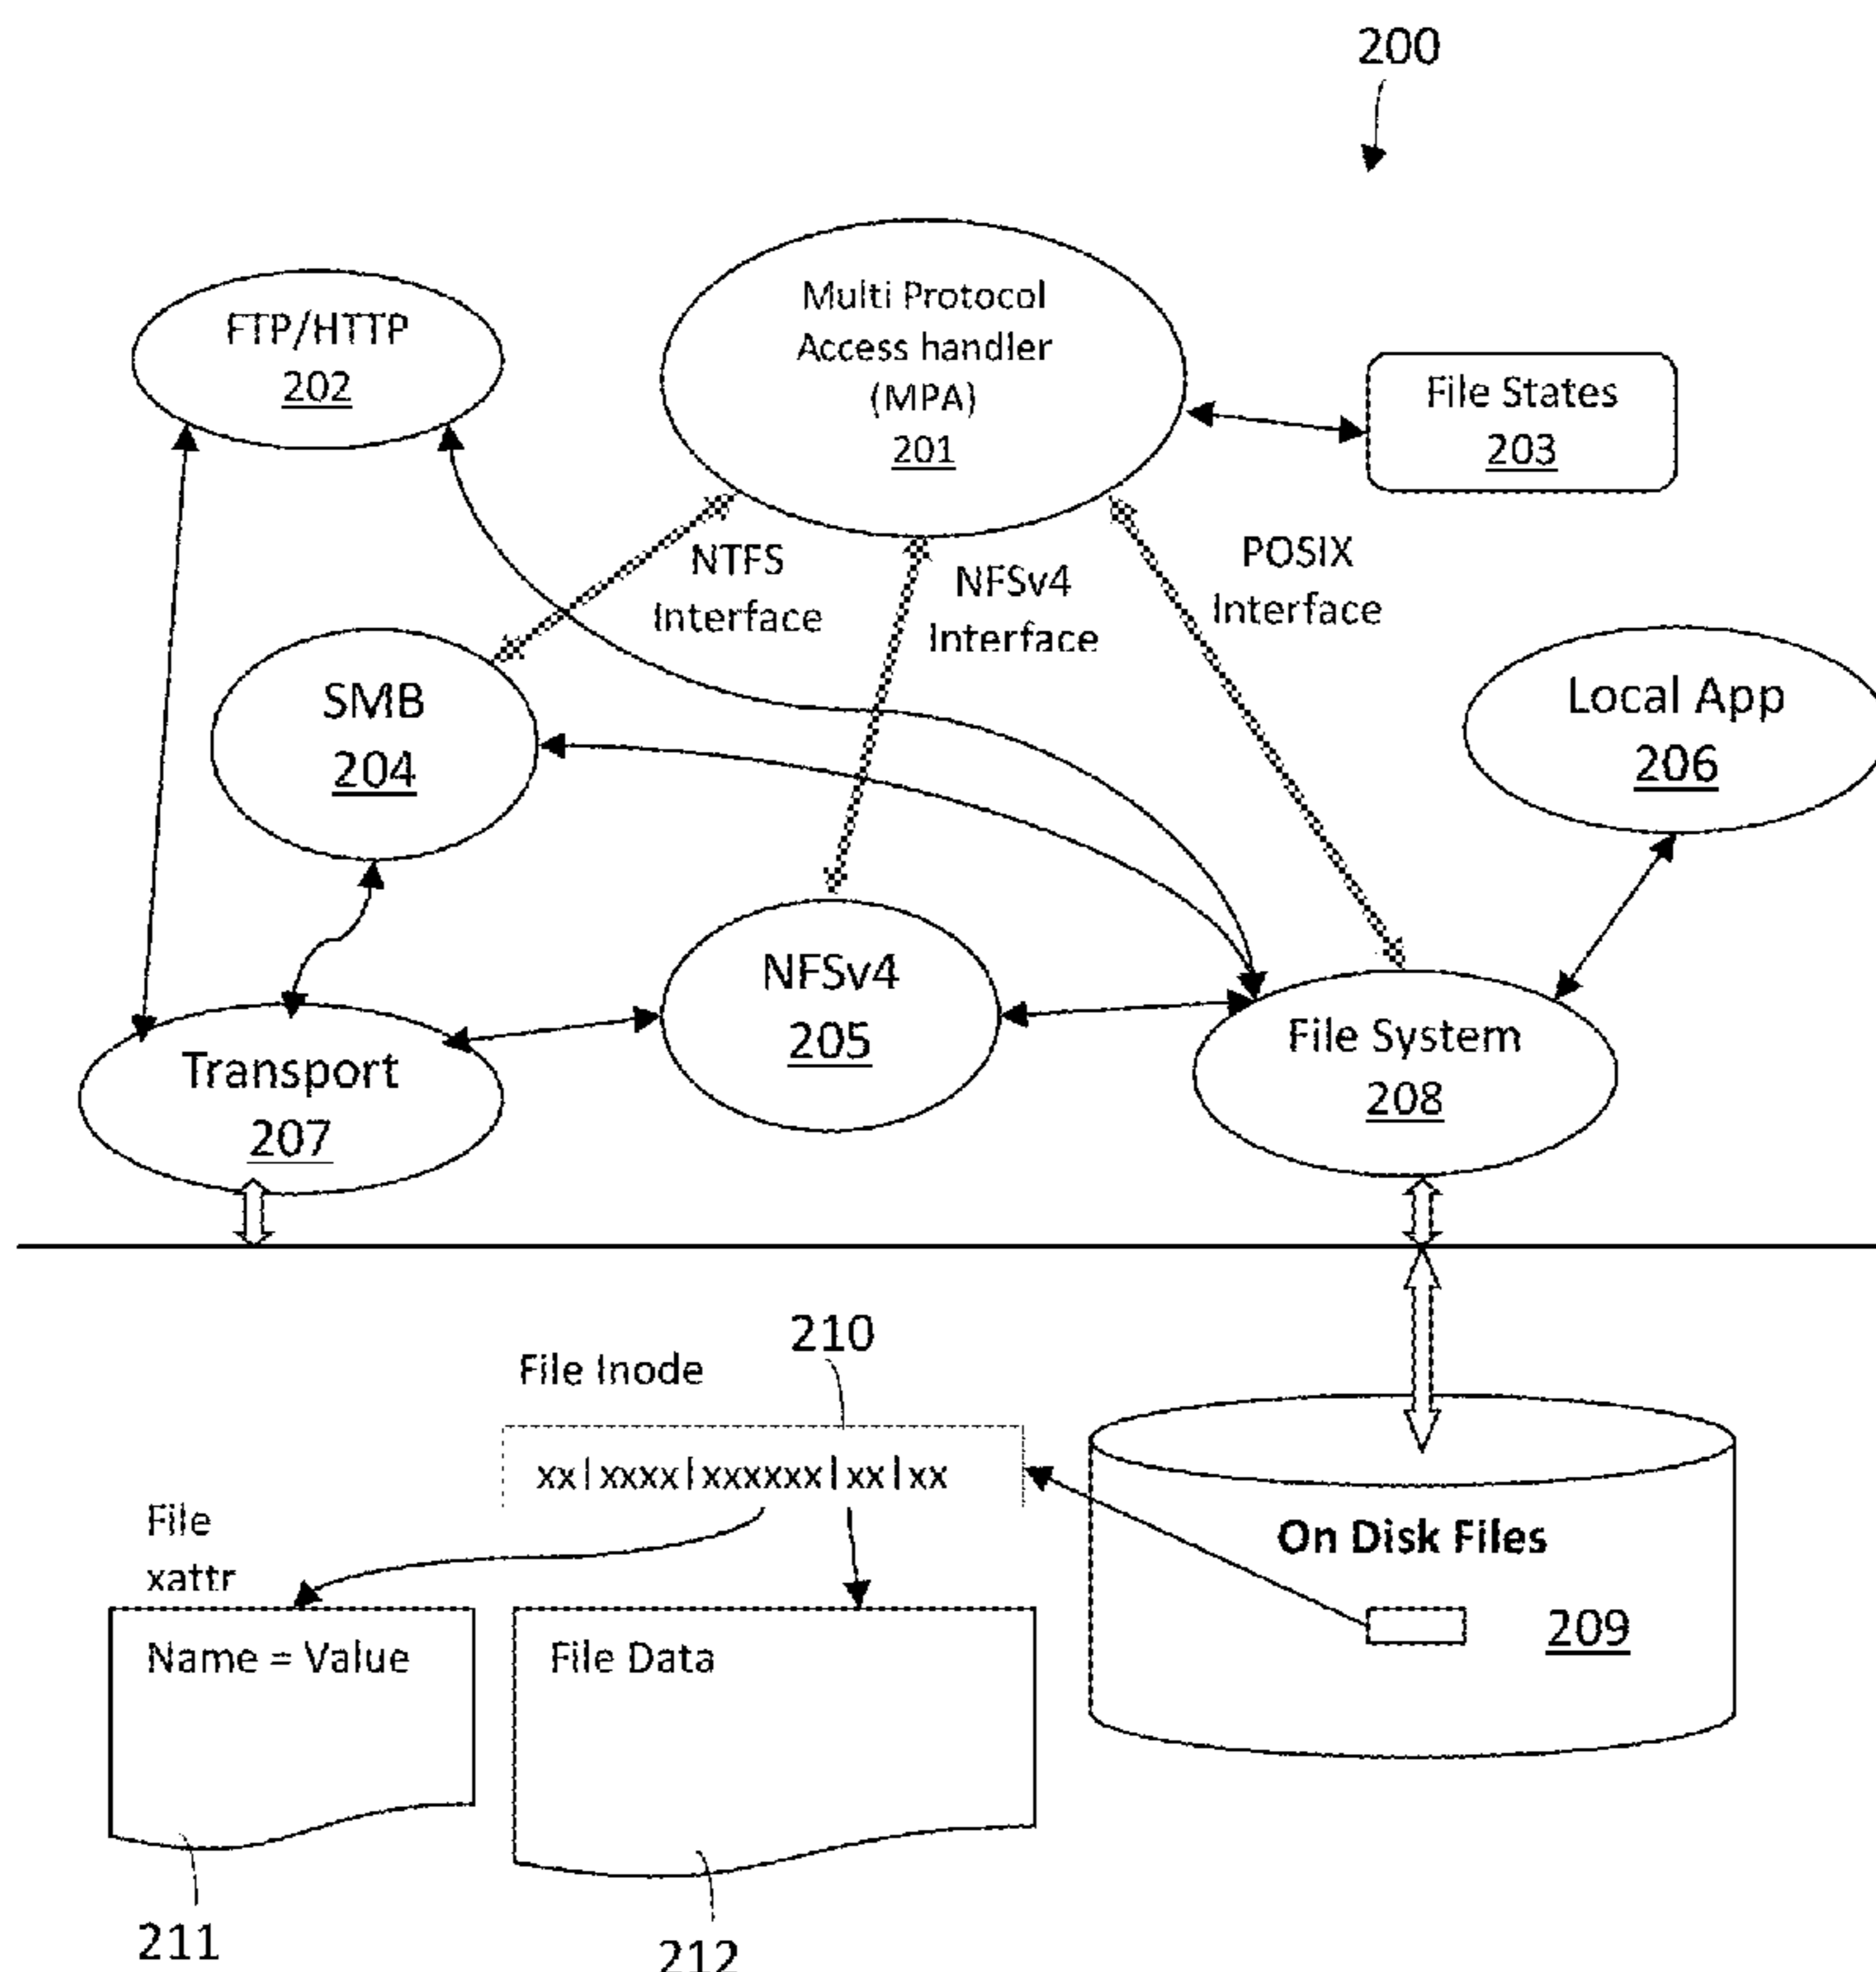 200
FTP/HTTP
202
Multi Protocol
Access handler
(MPA)
201
File States
203
NTFS
Interface
NFSv4
Interface
POSIX
Interface
SMB
204
Local App
206
NFSv4
205
File System
208
Transport
207
210
File Inode
xx|xxxx|xxxxxx|xx|xx
File
xattr
On Disk Files
209
Name = Value
File Data
211
212